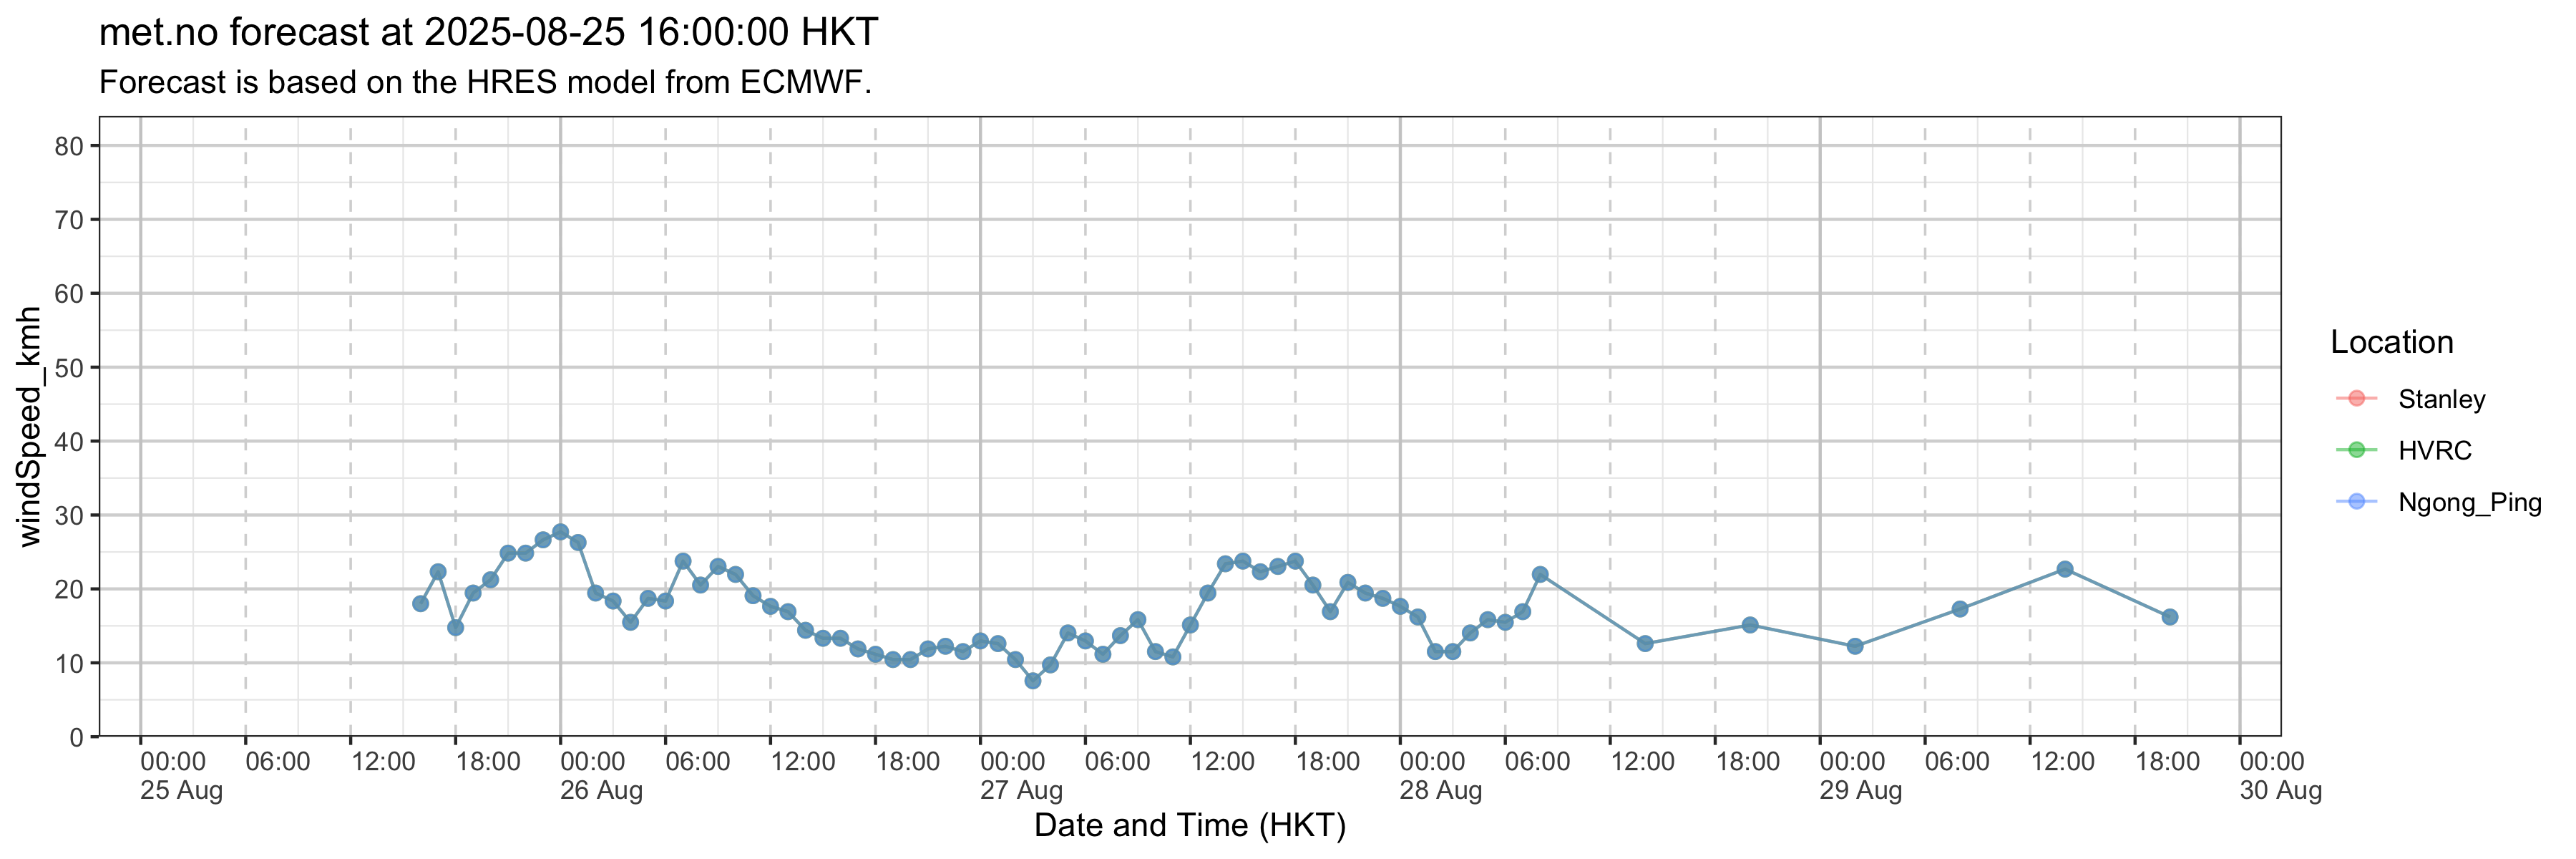 met.no forecast at 2025-08-25 16:00:00 HKT
Forecast is based on the HRES model from ECMWF.
windSpeed_kmh
80
70
60
50
40
30
20
10
0
00:00 06:00 12:00 18:00 00:00 06:00 12:00 18:00 00:00 06:00 12:00 18:00 00:00 06:00 12:00 18:00 00:00 06:00 12:00 18:00 00:00
25 Aug 26 Aug 27 Aug 28 Aug 29 Aug 30 Aug
Date and Time (HKT)
Location
Stanley
HVRC
Ngong_Ping